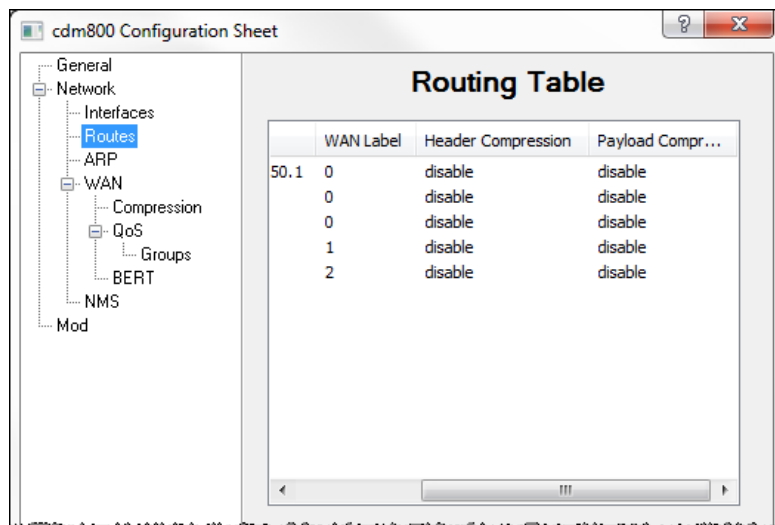 cdm800 Configuration Sheet
General
Network
Interfaces
Routes
ARP
WAN
Compression
QoS
Groups
BERT
NMS
Mod
Routing Table
WAN Label Header Compression Payload Compr...
50.1 0 disable disable
0 disable disable
0 disable disable
1 disable disable
2 disable disable